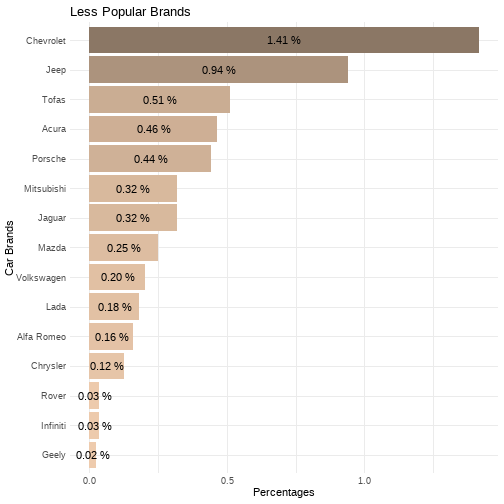 Less Popular Brands
Car Brands
Chevrolet 1.41 %
Jeep 0.94 %
Tofas 0.51 %
Acura 0.46 %
Porsche 0.44 %
Mitsubishi 0.32 %
Jaguar 0.32 %
Mazda 0.25 %
Volkswagen 0.20 %
Lada 0.18 %
Alfa Romeo 0.16 %
Chrysler 0.12 %
Rover 0.03 %
Infiniti 0.03 %
Geely 0.02 %
0.0 0.5 1.0
Percentages